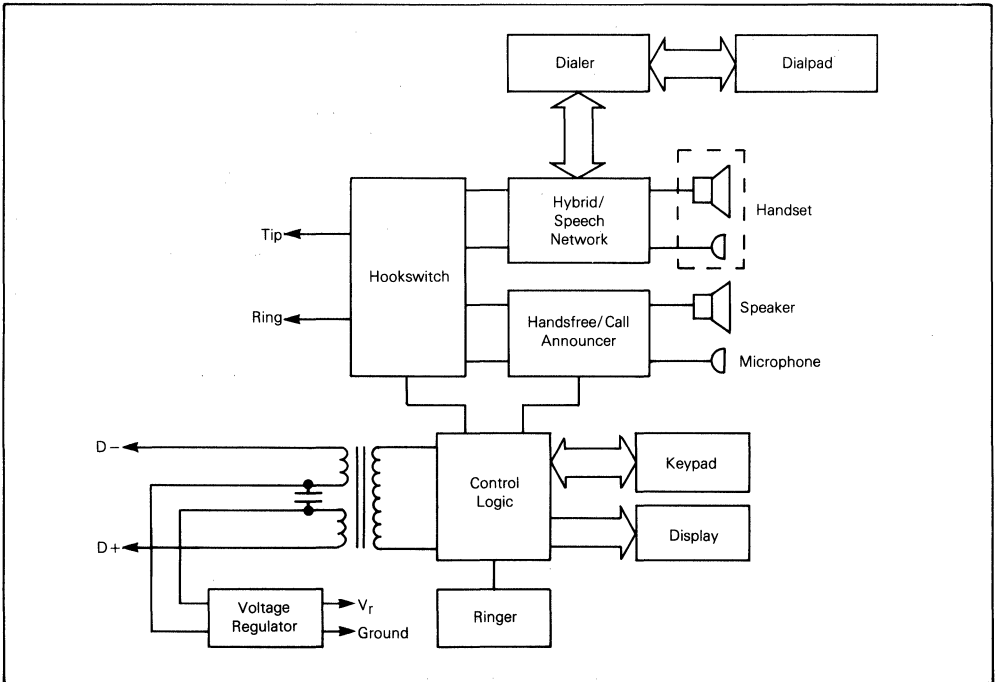 Dialer
Dialpad
Hybrid/
Speech
Network
Handset
Tip
Hookswitch
Ring
Handsfree/Call
Announcer
Speaker
Microphone
D−
Control
Logic
Keypad
D+
Display
Voltage
Regulator
Vr
Ground
Ringer